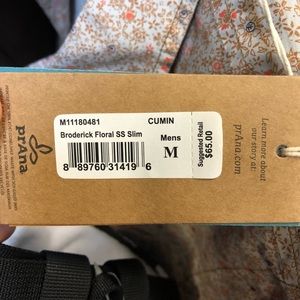 prAna
M11180481 CUMIN
Broderick Floral SS Slim
Mens
M
8 89760 31419 6
Suggested Retail
$65.00
Learn more about
our story at:
prAna.com